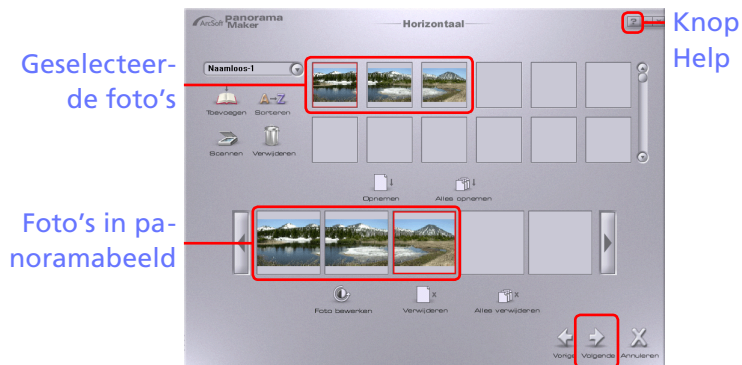 ArcSoft Panorama Maker
Horizontaal
?
Knop
Help
Geselecteer-
de foto's
Naamloos-1
Toevoegen
A→Z
Sorteren
Scannen
Verwijderen
Opnemen
Alles opnemen
Foto's in pa-
noramabeeld
Foto bewerken
Verwijderen
Alles verwijderen
Vorige
Volgende
Annuleren